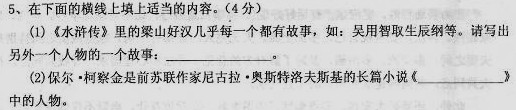 5、在下面的横线上填上适当的内容。(4分)
(1)《水浒传》里的梁山好汉几乎每一个都有故事，如：吴用智取生辰纲等。请写出
另外一个人物的一个故事：____________。
(2)保尔·柯察金是前苏联作家尼古拉·奥斯特洛夫斯基的长篇小说《________》
中的人物。